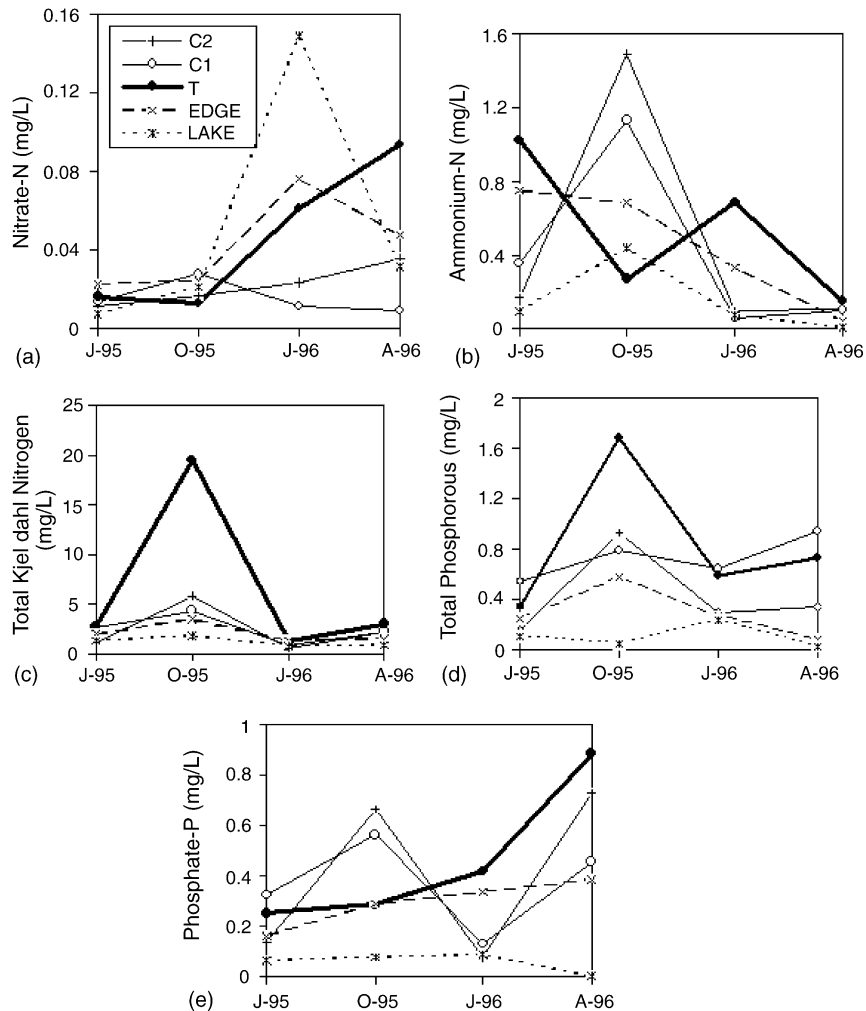 0.16
0.12
0.08
0.04
0
Nitrate-N (mg/L)
C2
C1
T
EDGE
LAKE
J-95 O-95 J-96 A-96
(a)
1.6
1.2
0.8
0.4
0
Ammonium-N (mg/L)
J-95 O-95 J-96 A-96
(b)
25
20
15
10
5
0
Total Kjel dahl Nitrogen
(mg/L)
J-95 O-95 J-96 A-96
(c)
2
1.6
1.2
0.8
0.4
0
Total Phosphorous (mg/L)
J-95 O-95 J-96 A-96
(d)
1
0.8
0.6
0.4
0.2
0
Phosphate-P (mg/L)
J-95 O-95 J-96 A-96
(e)